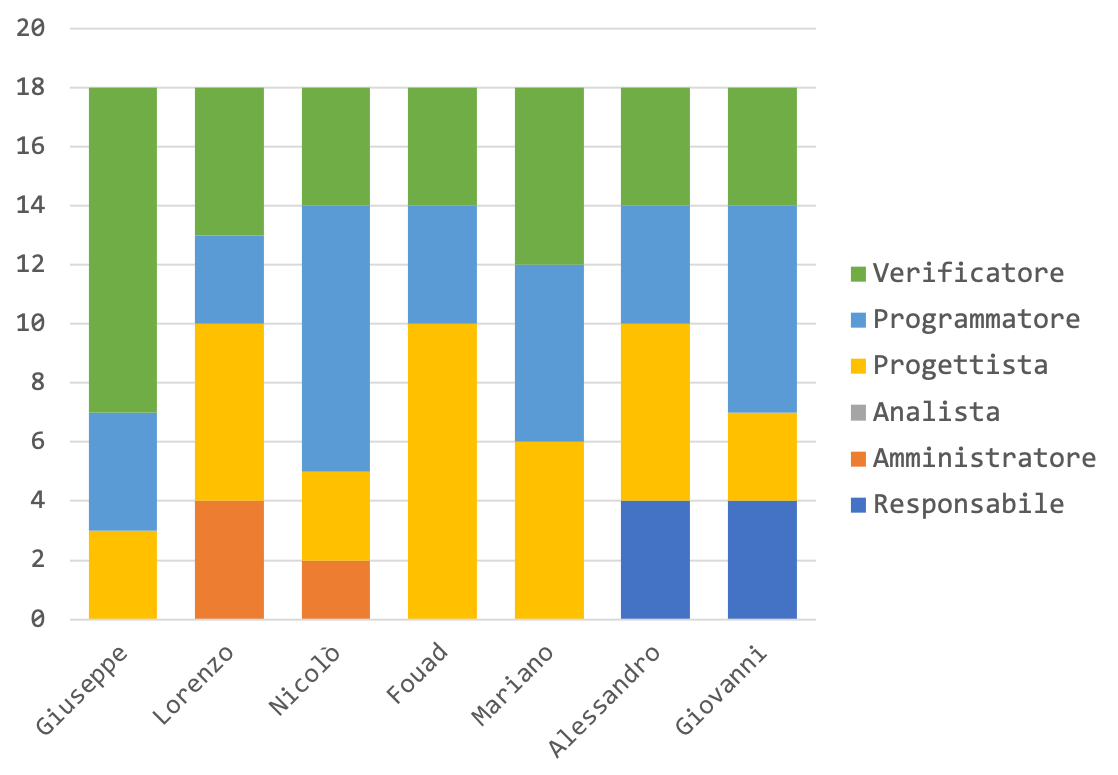 20
18
16
14
12
10
8
6
4
2
0
Giuseppe
Lorenzo
Nicolò
Fouad
Mariano
Alessandro
Giovanni
Verificatore
Programmatore
Progettista
Analista
Amministratore
Responsabile